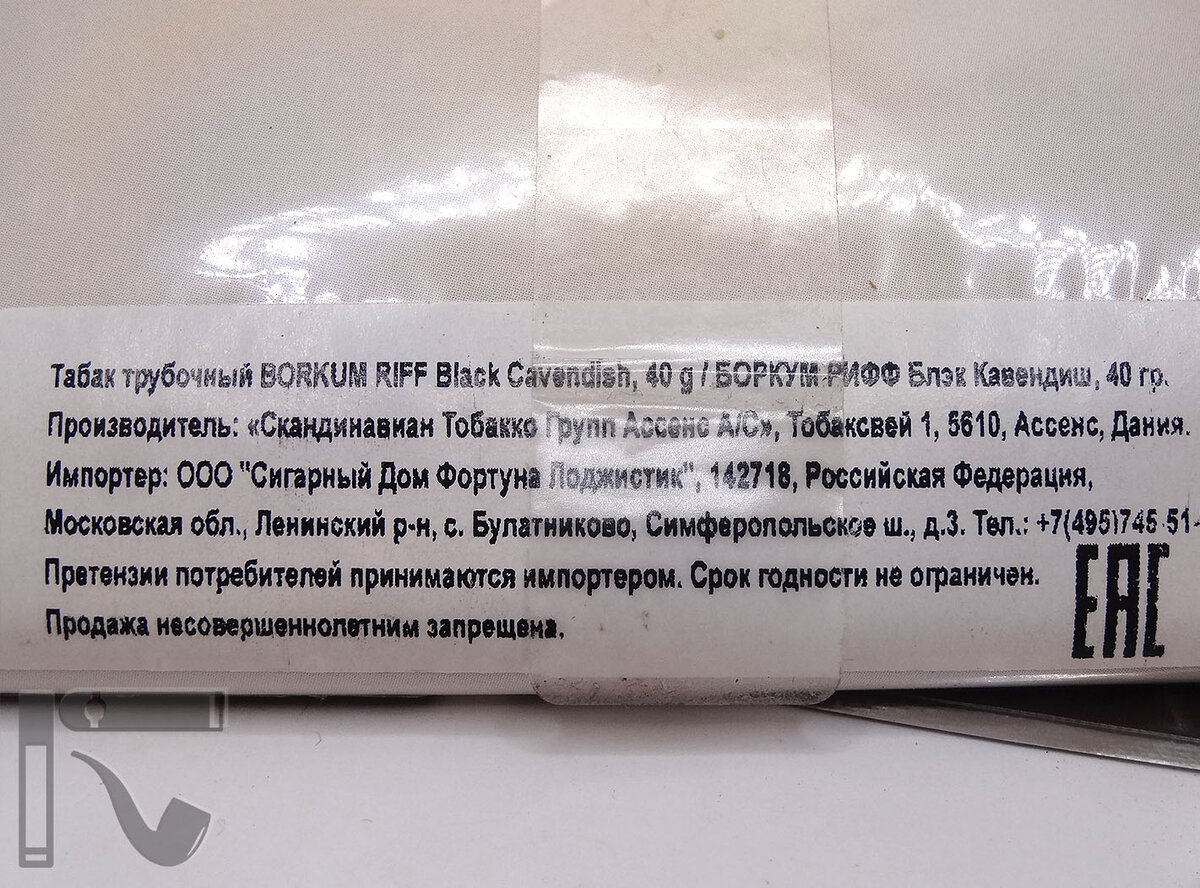 Табак трубочный BORKUM RIFF Black Cavendish, 40 g / БОРКУМ РИФФ Блэк Кавендиш, 40 гр.
Производитель: «Скандинавиан Тобакко Групп Ассенс А/С», Тобаксвей 1, 5610, Ассенс, Дания.
Импортер: ООО "Сигарный Дом Фортуна Лоджистик", 142718, Российская Федерация,
Московская обл., Ленинский р-н, с. Булатниково, Симферопольское ш., д.3. Тел.: +7(495)745-51-
Претензии потребителей принимаются импортером. Срок годности не ограничен.
Продажа несовершеннолетним запрещена.
EAC